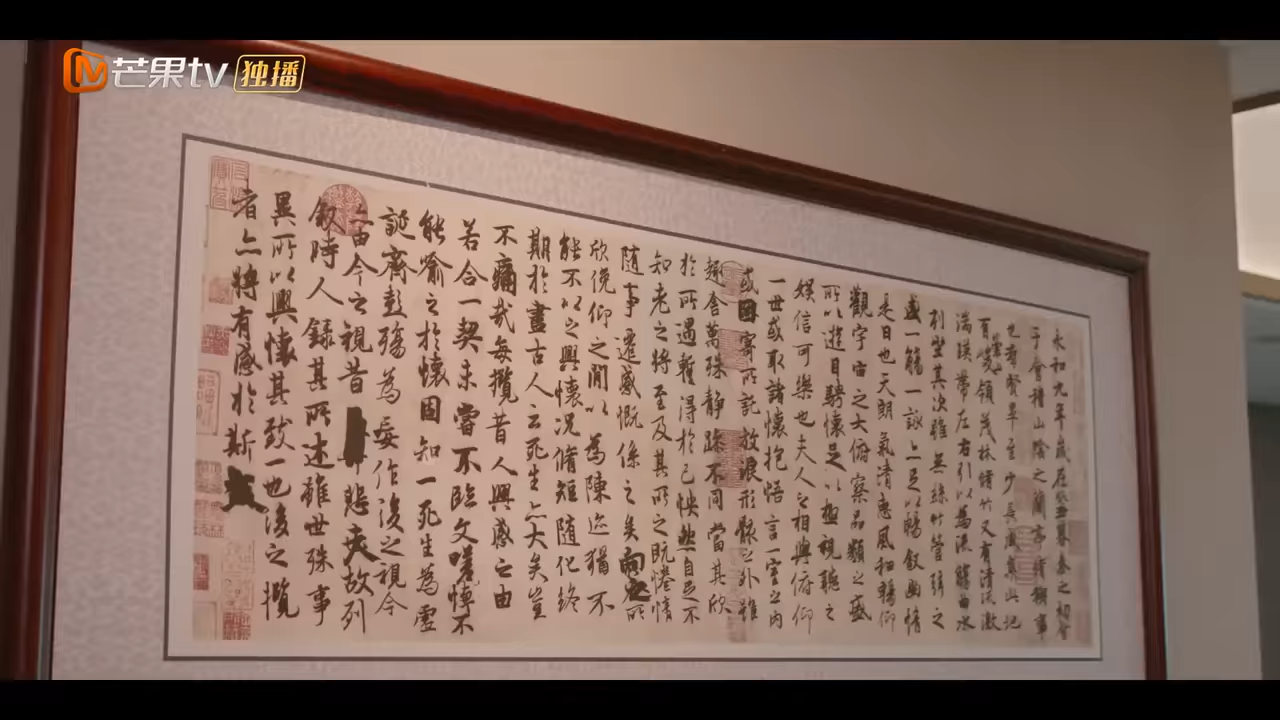 芒果tv 独播
永和九年歲在癸丑暮春之初會
于會稽山陰之蘭亭脩稧事
也羣賢畢至少長咸集此地
有崇山峻領茂林脩竹又有清流激
湍暎帶左右引以為流觴曲水
列坐其次雖無絲竹管弦之
盛一觴一詠亦足以暢叙幽情
是日也天朗氣清惠風和暢仰
觀宇宙之大俯察品類之盛
所以遊目騁懷足以極視聽之
娛信可樂也夫人之相與俯仰
一世或取諸懷抱悟言一室之內
或因寄所託放浪形骸之外雖
趣舍萬殊靜躁不同當其欣
於所遇暫得於己怏然自足不
知老之將至及其所之既惓情
隨事遷感慨係之矣向之所
欣俛仰之閒以為陳迹猶不
能不以之興懷況脩短隨化終
期於盡古人云死生亦大矣豈
不痛哉每攬昔人興感之由
若合一契未嘗不臨文嗟悼不
能喻之於懷固知一死生為虛
誕齊彭殤為妄作後之視今
亦由今之視昔悲夫故列
叙時人錄其所述雖世殊事
異所以興懷其致一也後之攬
者亦將有感於斯文